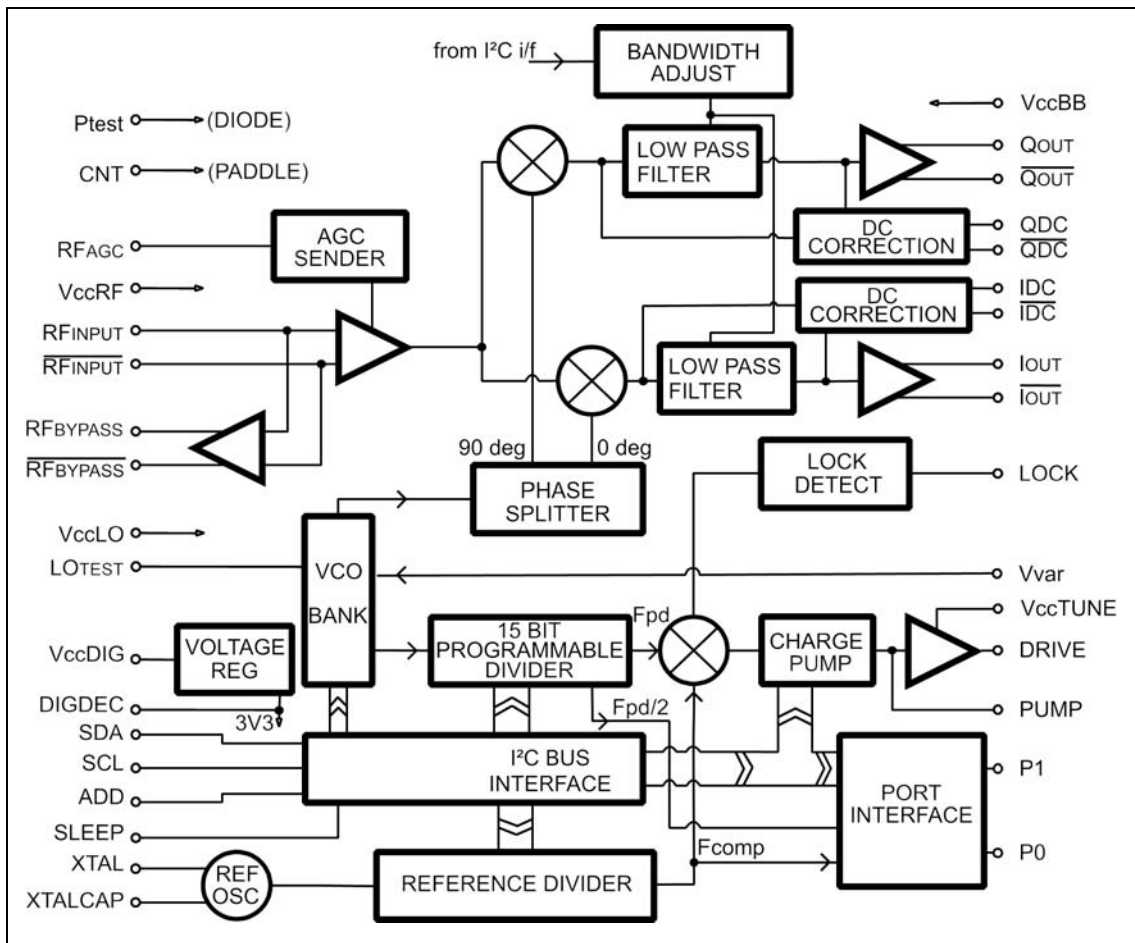 from I²C i/f
BANDWIDTH
ADJUST
VccBB
Ptest
(DIODE)
CNT
(PADDLE)
LOW PASS
FILTER
QOUT
QOUT
AGC
SENDER
RFAGC
DC
CORRECTION
QDC
QDC
VccRF
RFINPUT
RFINPUT
DC
CORRECTION
IDC
IDC
LOW PASS
FILTER
IOUT
IOUT
RFBYPASS
RFBYPASS
90 deg
0 deg
PHASE
SPLITTER
LOCK
DETECT
LOCK
VccLO
LOTEST
VCO
BANK
Vvar
VccTUNE
VccDIG
VOLTAGE
REG
15 BIT
PROGRAMMABLE
DIVIDER
Fpd
CHARGE
PUMP
DRIVE
DIGDEC
3V3
Fpd/2
PUMP
SDA
SCL
ADD
SLEEP
I²C BUS
INTERFACE
PORT
INTERFACE
P1
P0
XTAL
XTALCAP
REF
OSC
REFERENCE DIVIDER
Fcomp